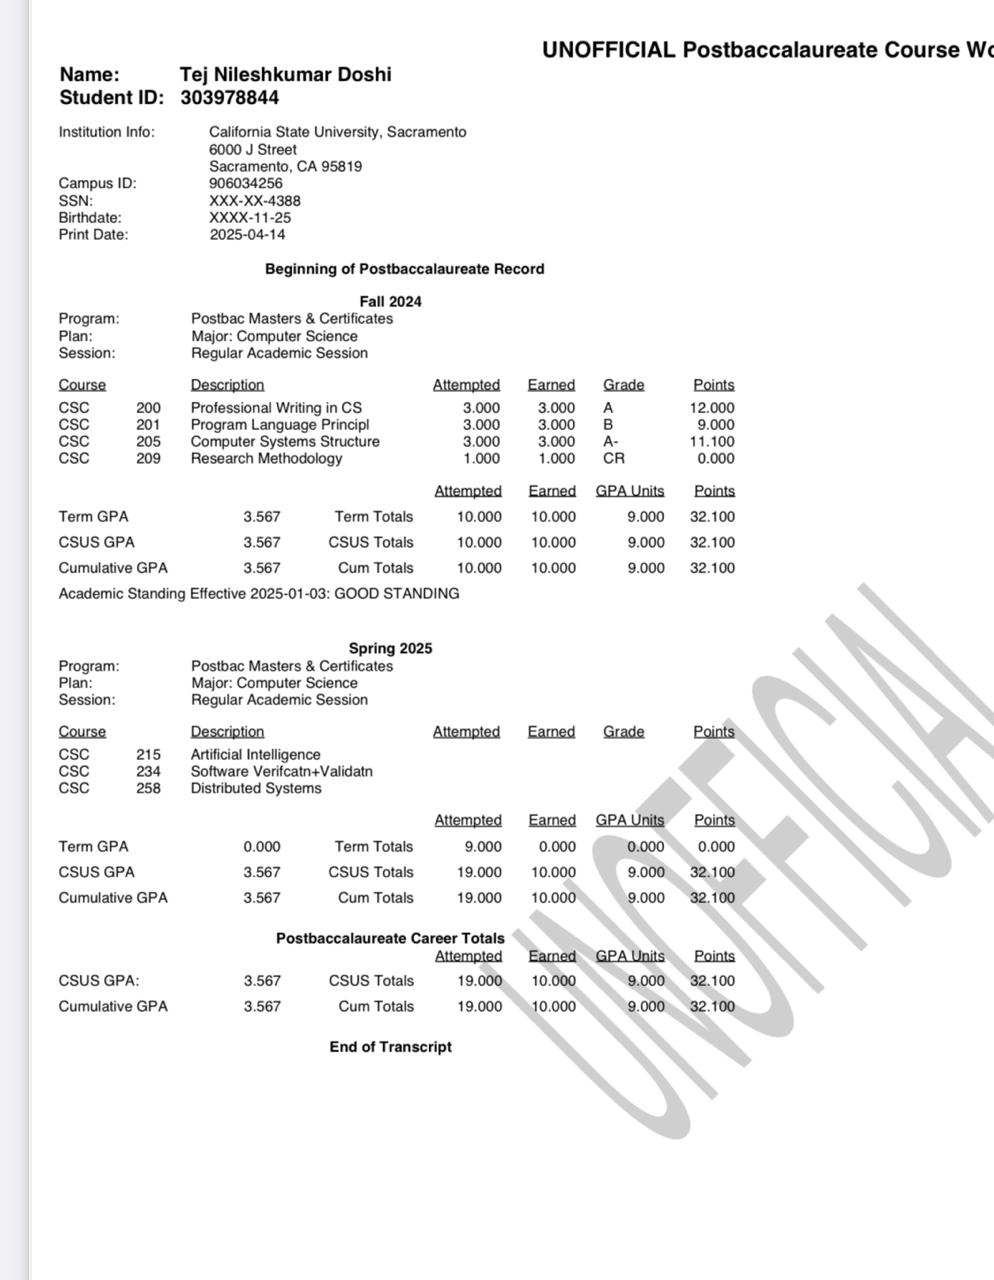 UNOFFICIAL Postbaccalaureate Course Wo
Name: Tej Nileshkumar Doshi
Student ID: 303978844
Institution Info: California State University, Sacramento
6000 J Street
Sacramento, CA 95819
Campus ID: 906034256
SSN: XXX-XX-4388
Birthdate: XXXX-11-25
Print Date: 2025-04-14
Beginning of Postbaccalaureate Record
Fall 2024
Program: Postbac Masters & Certificates
Plan: Major: Computer Science
Session: Regular Academic Session
Course Description Attempted Earned Grade Points
CSC 200 Professional Writing in CS 3.000 3.000 A 12.000
CSC 201 Program Language Principl 3.000 3.000 B 9.000
CSC 205 Computer Systems Structure 3.000 3.000 A- 11.100
CSC 209 Research Methodology 1.000 1.000 CR 0.000
Attempted Earned GPA Units Points
Term GPA 3.567 Term Totals 10.000 10.000 9.000 32.100
CSUS GPA 3.567 CSUS Totals 10.000 10.000 9.000 32.100
Cumulative GPA 3.567 Cum Totals 10.000 10.000 9.000 32.100
Academic Standing Effective 2025-01-03: GOOD STANDING
Spring 2025
Program: Postbac Masters & Certificates
Plan: Major: Computer Science
Session: Regular Academic Session
Course Description Attempted Earned Grade Points
CSC 215 Artificial Intelligence
CSC 234 Software Verifcatn+Validatn
CSC 258 Distributed Systems
Attempted Earned GPA Units Points
Term GPA 0.000 Term Totals 9.000 0.000 0.000 0.000
CSUS GPA 3.567 CSUS Totals 19.000 10.000 9.000 32.100
Cumulative GPA 3.567 Cum Totals 19.000 10.000 9.000 32.100
Postbaccalaureate Career Totals
Attempted Earned GPA Units Points
CSUS GPA: 3.567 CSUS Totals 19.000 10.000 9.000 32.100
Cumulative GPA 3.567 Cum Totals 19.000 10.000 9.000 32.100
End of Transcript
UNOFFICIAL